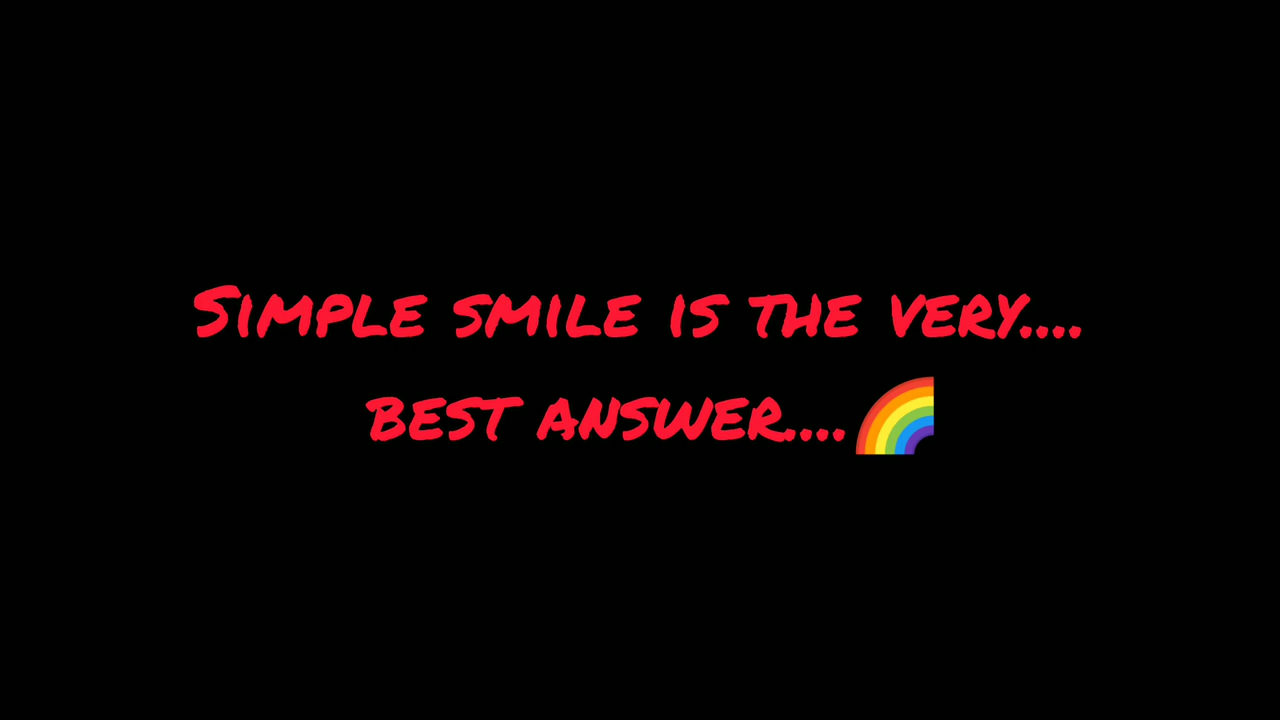 Simple smile is the very....
best answer....🌈